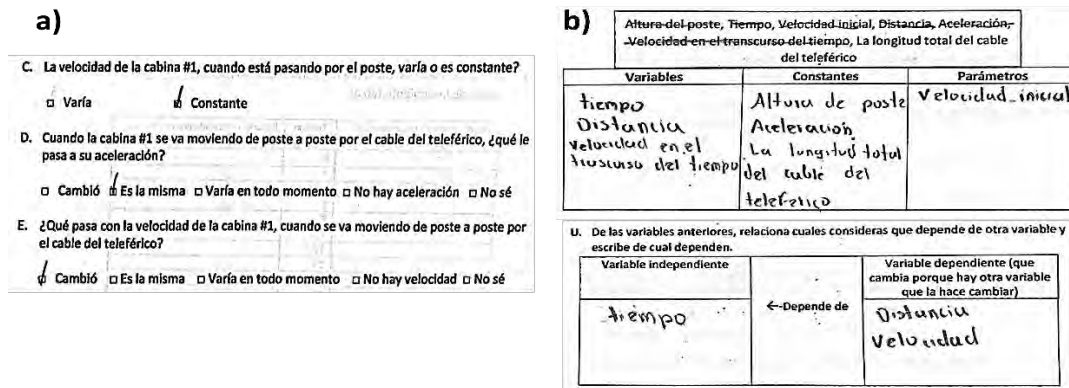 a)
C. La velocidad de la cabina #1, cuando está pasando por el poste, varía o es constante?
Varía Constante
D. Cuando la cabina #1 se va moviendo de poste a poste por el cable del teleférico, ¿qué le
pasa a su aceleración?
Cambió Es la misma Varía en todo momento No hay aceleración No sé
E. ¿Qué pasa con la velocidad de la cabina #1, cuando se va moviendo de poste a poste por
el cable del teleférico?
Cambió Es la misma Varía en todo momento No hay velocidad No sé
b)
Altura del poste, Tiempo, Velocidad inicial, Distancia, Aceleración,
Velocidad en el transcurso del tiempo, La longitud total del cable
del teleférico
Variables Constantes Parámetros
tiempo
Distancia
velocidad en el
trascurso del tiempo
Altura de poste
Aceleración
La lungitud total
del cable del
teleferico
Velocidad inicial
U. De las variables anteriores, relaciona cuales consideras que depende de otra variable y
escribe de cual dependen.
Variable independiente
←-Depende de
Variable dependiente (que
cambia porque hay otra variable
que la hace cambiar)
tiempo
Distancia
Velocidad